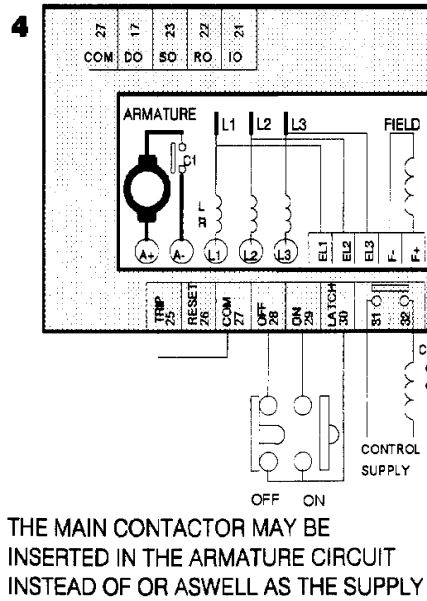 4
27 17 23 22 21
COM DO SO RO IO
ARMATURE
L1 L2 L3 FIELD
C1
L
R
A+ A- L1 L2 L3 EL1 EL2 EL3 F- F+
TRIP 25 RESET 26 COM 27 OFF 28 ON 29 LATCH 30 31 32
C
CONTROL
SUPPLY
OFF ON
THE MAIN CONTACTOR MAY BE
INSERTED IN THE ARMATURE CIRCUIT
INSTEAD OF OR ASWELL AS THE SUPPLY